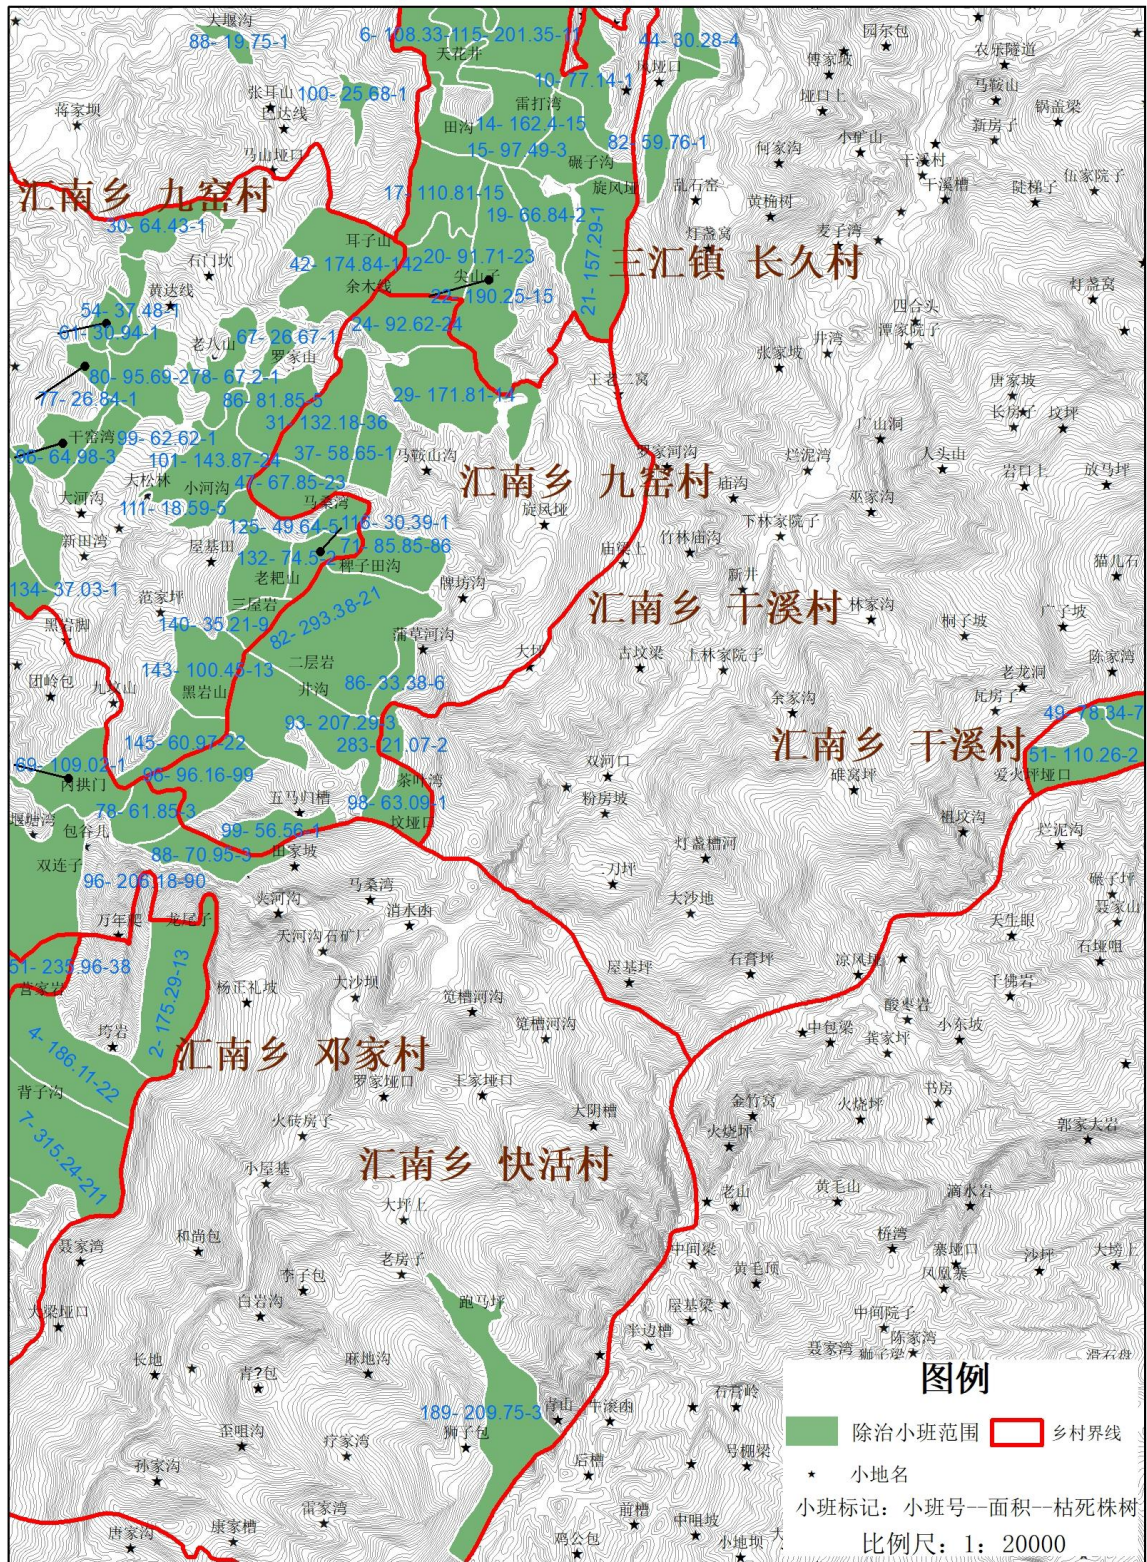 大堰沟
88- 19.75-1
6- 108.33-115- 201.35-11
天花井
44- 30.28-4
风垭口
园尔包
傅家坡
农乐隧道
马鞍山
张耳山
100- 25.68-1
巴达线
蒋家坝
10- 77.14-1
雷打湾
田沟
14- 162.4-15
垭口上
锅盖梁
新房子
小矿山
15- 97.49-3
碾子沟
82- 59.76-1
何家沟
干溪村
马山垭口
汇南乡 九窑村
17- 110.81-15
旋风垭
乱石窑
干溪槽
陡梯子
伍家院子
黄桷树
19- 66.84-2
30- 64.43-1
耳子山
灯盏窝
麦子湾
三汇镇 长久村
石门坎
42- 174.84-142
20- 91.71-23
尖山子
21- 157.29-1
余木线
22- 190.25-15
黄达线
灯盏窝
54- 37.48-1
四合头
24- 92.62-24
61- 30.94-1
老八山
67- 26.67-1
罗家山
井湾
潭家院子
张家坡
80- 95.69-278- 67.2-1
77- 26.84-1
86- 81.85-5
29- 171.81-14
王老二窝
唐家坡
长房子
坟坪
31- 132.18-36
干窑湾
99- 62.62-1
96- 64.98-3
101- 143.87-24
37- 58.65-1
马鞍山沟
罗家河沟
烂泥湾
广山洞
人头山
岩口上
放马坪
大松林
小河沟
47- 67.85-23
汇南乡 九窑村
庙沟
巫家沟
大河沟
111- 18.59-5
马桑湾
旋风垭
下林家院子
125- 49.64-5
116- 30.39-1
新田湾
屋基田
71- 85.85-86
竹林庙沟
132- 74.5-2
稗子田沟
庙梁上
猫儿石
134- 37.03-1
老耙山
新井
范家坪
三屋岩
牌坊沟
汇南乡 干溪村
林家沟
广子坡
桐子坡
黑岩脚
140- 35.21-9
82- 293.38-21
蒲草河沟
大坪
古坟梁
上林家院子
陈家湾
143- 100.48-13
二层岩
团岭包
九坟山
黑岩山
井沟
86- 33.38-6
老龙洞
瓦房子
余家沟
93- 207.29-3
49- 78.34-7
145- 60.97-22
283- 21.07-2
汇南乡 干溪村
51- 110.26-2
69- 109.02-1
内拱门
96- 96.16-99
茶叶湾
双河口
碓窝坪
爱火坪垭口
78- 61.85-3
五马归槽
98- 63.09-1
粉房坡
堰塘湾
包谷儿
99- 56.56-1
坟垭口
祖坟沟
烂泥沟
双连子
88- 70.95-3
田家坡
灯盏槽河
96- 206.18-90
马桑湾
二刀坪
碾子坪
万年爬
龙尾子
夹河沟
消水函
大沙地
聂家山
天生眼
天河沟石矿厂
石垭咀
51- 235.96-38
营家岩
杨正礼坡
大沙坝
屋基坪
石膏坪
凉风垭
2- 175.29-13
笕槽河沟
千佛岩
垮岩
笕槽河沟
酸枣岩
小东坡
中包梁
龚家坪
4- 186.11-22
汇南乡 邓家村
背子沟
罗家垭口
王家垭口
大阴槽
金竹窝
火烧坪
书房
7- 315.24-211
火砖房子
火烧坪
郭家大岩
汇南乡 快活村
小屋基
老山
黄毛山
滴水岩
大坪上
聂家湾
和尚包
中间梁
桥湾
寨垭口
沙坪
大塝上
李子包
老房子
黄毛顶
凤凰寨
白岩沟
跑马坪
屋基梁
大梁垭口
中间院子
半边槽
陈家湾
聂家湾
狮子梁
滑石盘
长地
青?包
麻地沟
石膏岭
189- 209.75-3
青山
牛滚凼
狮子包
歪咀沟
疗家湾
孙家沟
后槽
号棚梁
雷家湾
前槽
中咀坡
唐家沟
康家槽
鸡公包
小地坝
图例
除治小班范围
乡村界线
小地名
小班标记：小班号--面积--枯死株树
比例尺：1：20000